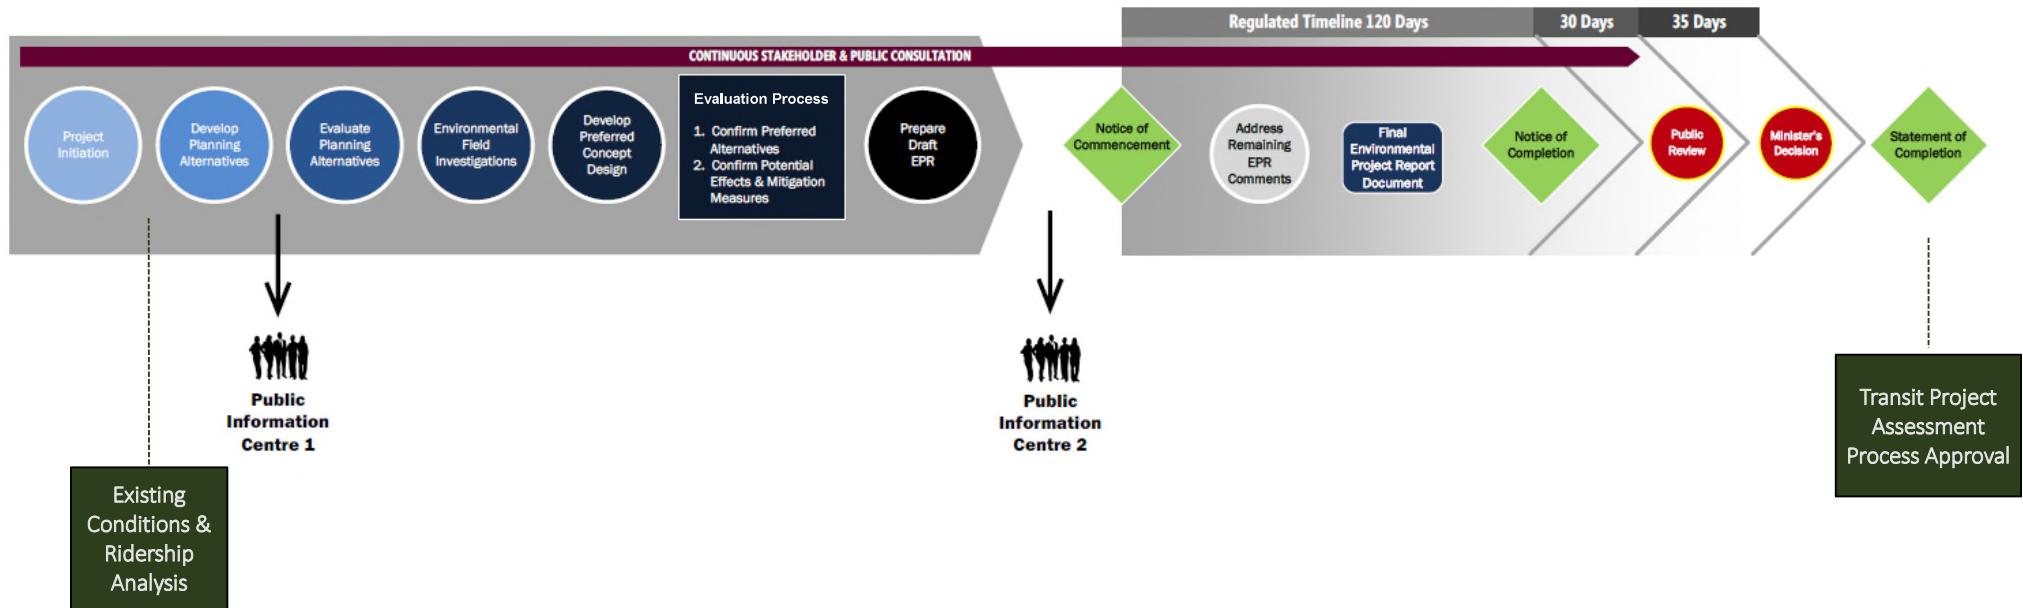 Regulated Timeline 120 Days
30 Days
35 Days
CONTINUOUS STAKEHOLDER & PUBLIC CONSULTATION
Project
Initiation
Develop
Planning
Alternatives
Evaluate
Planning
Alternatives
Environmental
Field
Investigations
Develop
Preferred
Concept
Design
Evaluation Process
1. Confirm Preferred
Alternatives
2. Confirm Potential
Effects & Mitigation
Measures
Prepare
Draft
EPR
Notice of
Commencement
Address
Remaining
EPR
Comments
Final
Environmental
Project Report
Document
Notice of
Completion
Public
Review
Minister's
Decision
Statement of
Completion
Public
Information
Centre 1
Public
Information
Centre 2
Existing
Conditions &
Ridership
Analysis
Transit Project
Assessment
Process Approval